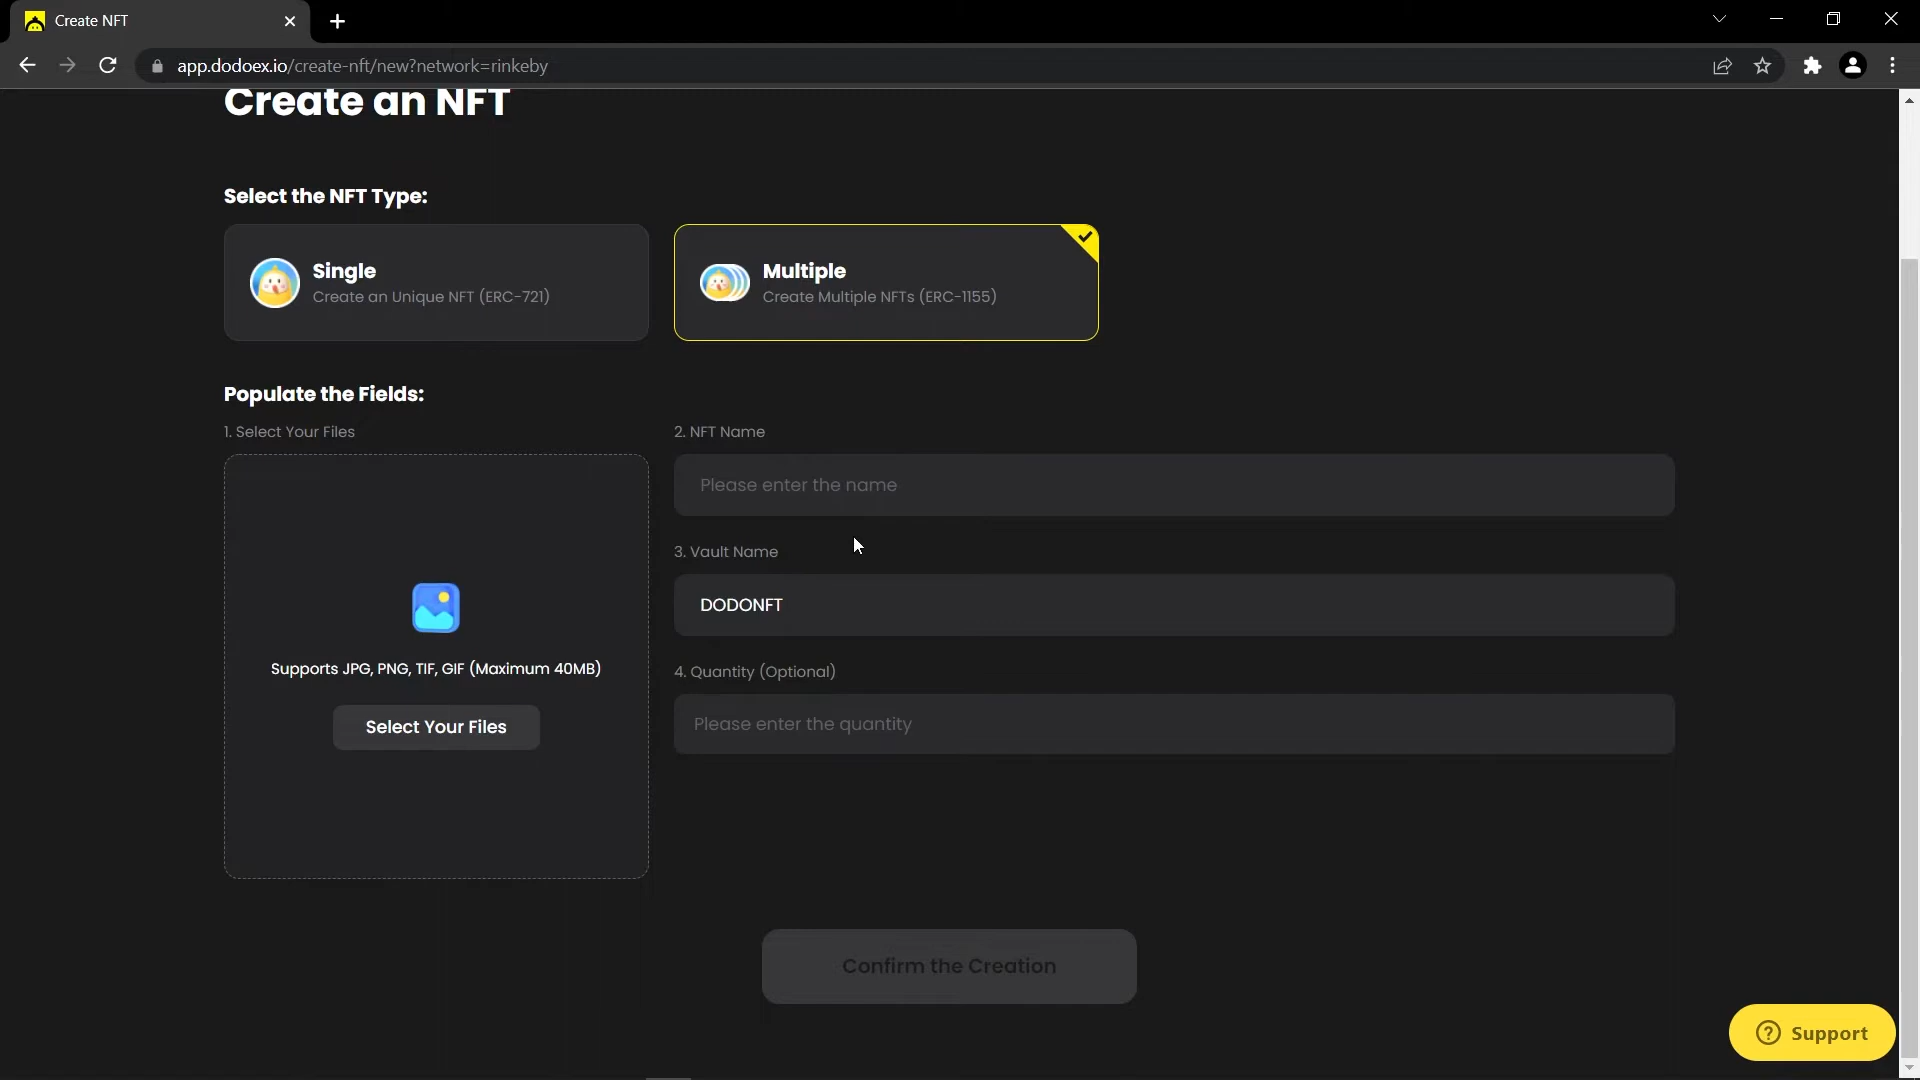 Create NFT
app.dodoex.io/create-nft/new?network=rinkeby
Create an NFT
Select the NFT Type:
Single
Create an Unique NFT (ERC-721)
Multiple
Create Multiple NFTs (ERC-1155)
Populate the Fields:
1. Select Your Files
Supports JPG, PNG, TIF, GIF (Maximum 40MB)
Select Your Files
2. NFT Name
Please enter the name
3. Vault Name
DODONFT
4. Quantity (Optional)
Please enter the quantity
Confirm the Creation
Support